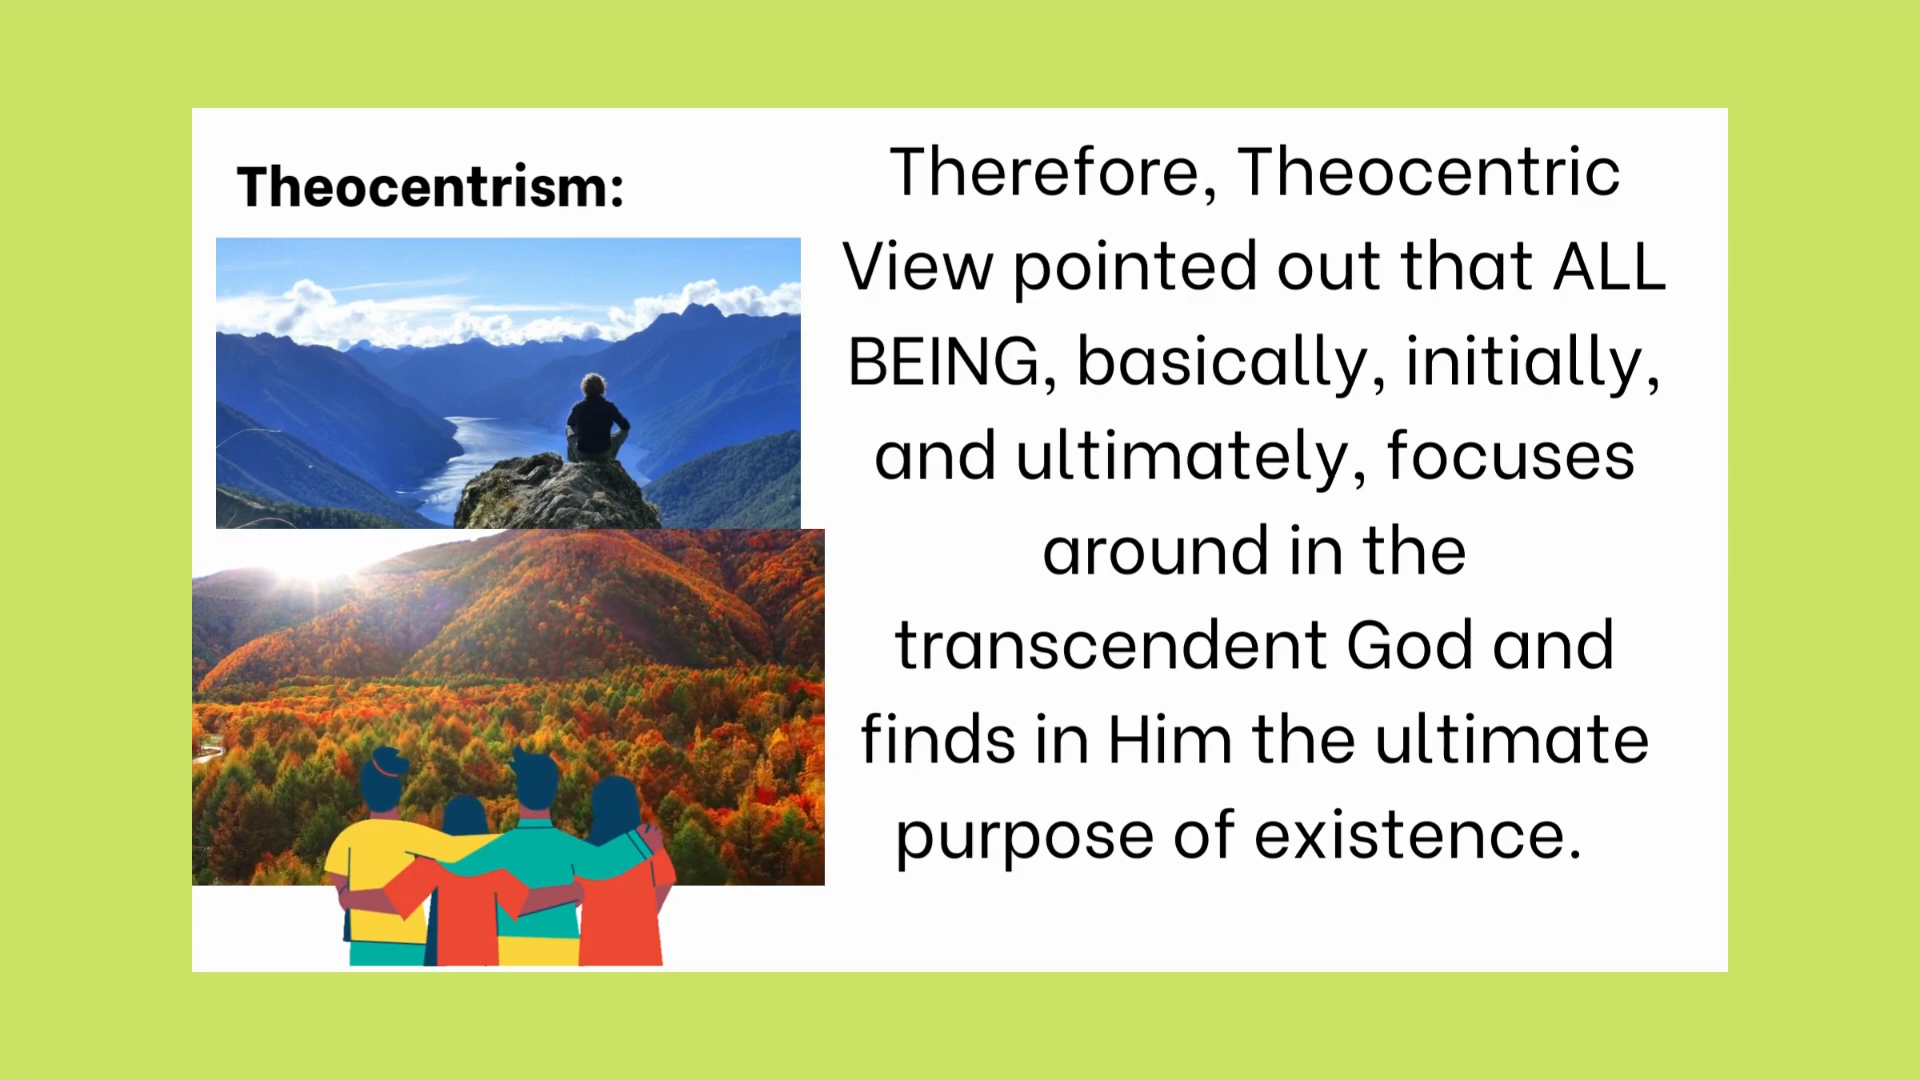 Theocentrism:
Therefore, Theocentric
View pointed out that ALL
BEING, basically, initially,
and ultimately, focuses
around in the
transcendent God and
finds in Him the ultimate
purpose of existence.